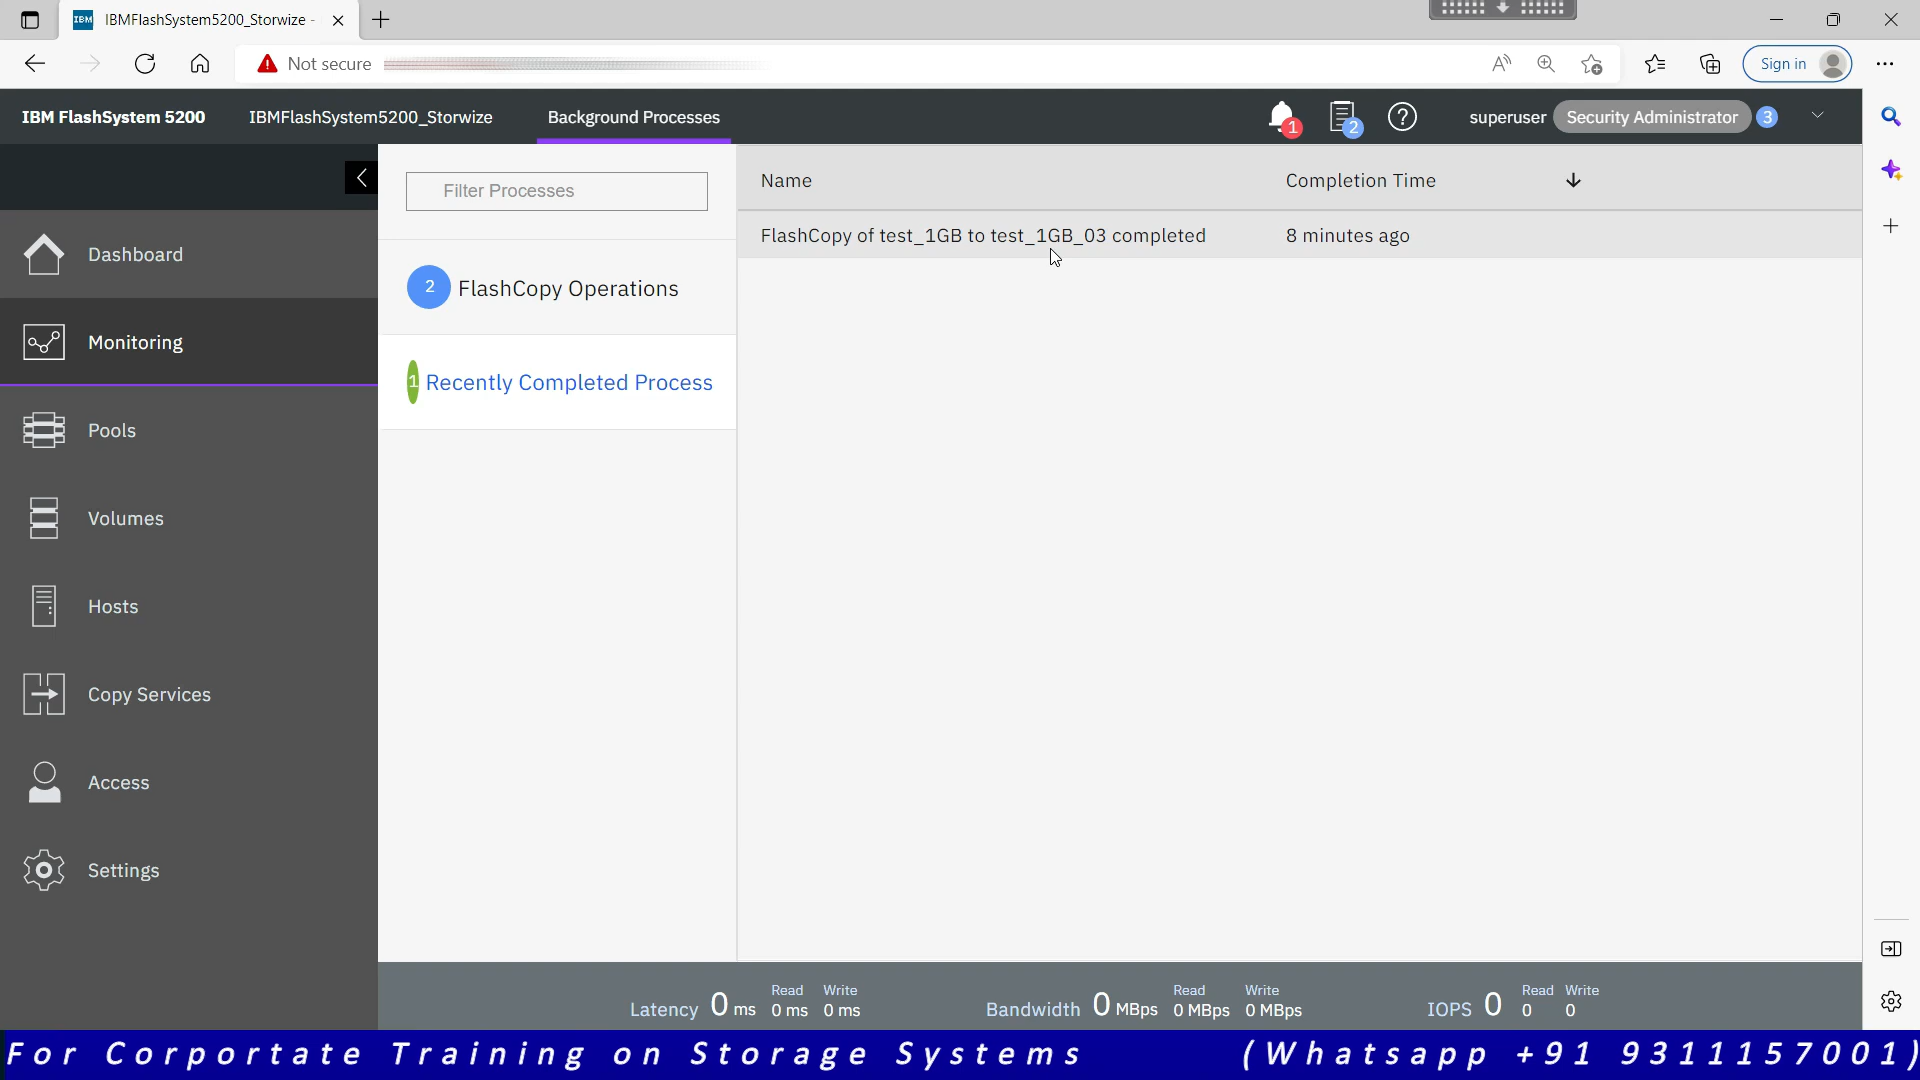 IBM IBMFlashSystem5200_Storwize -
Not secure
Sign in
IBM FlashSystem 5200 IBMFlashSystem5200_Storwize Background Processes 1 2 superuser Security Administrator 3
Filter Processes
Name Completion Time
FlashCopy of test_1GB to test_1GB_03 completed 8 minutes ago
2 FlashCopy Operations
1 Recently Completed Process
Dashboard
Monitoring
Pools
Volumes
Hosts
Copy Services
Access
Settings
Latency 0 ms Read 0 ms Write 0 ms
Bandwidth 0 MBps Read 0 MBps Write 0 MBps
IOPS 0 Read 0 Write 0
For Corportate Training on Storage Systems (Whatsapp +91 9311157001)